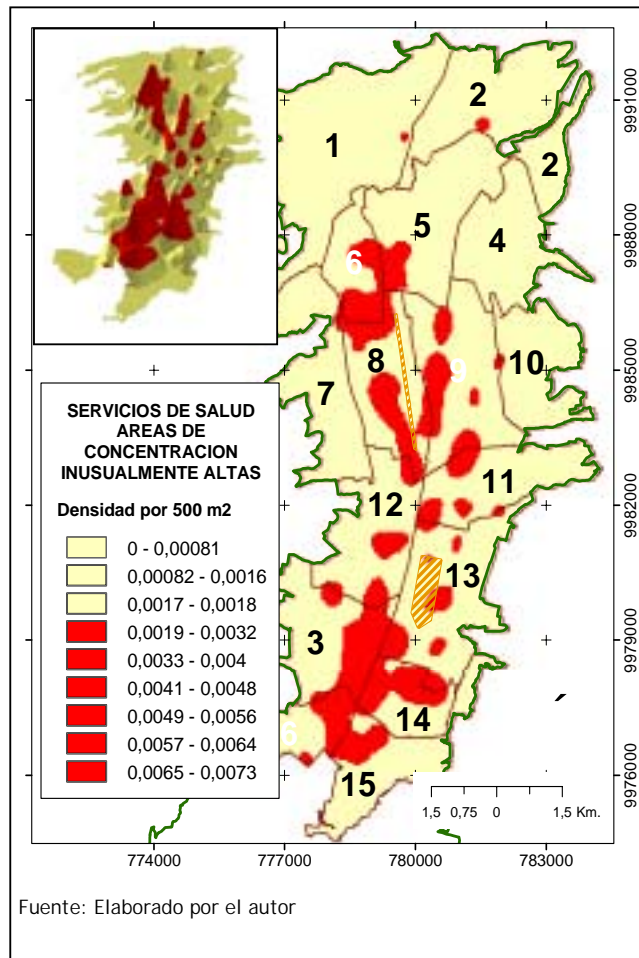 1
2
2
5
4
6
8
9
10
7
11
12
13
3
14
6
15
9991000
9988000
9985000
9982000
9979000
9976000
SERVICIOS DE SALUD
AREAS DE
CONCENTRACION
INUSUALMENTE ALTAS
Densidad por 500 m2
0 - 0,00081
0,00082 - 0,0016
0,0017 - 0,0018
0,0019 - 0,0032
0,0033 - 0,004
0,0041 - 0,0048
0,0049 - 0,0056
0,0057 - 0,0064
0,0065 - 0,0073
1,5 0,75 0 1,5 Km.
774000 777000 780000 783000
Fuente: Elaborado por el autor